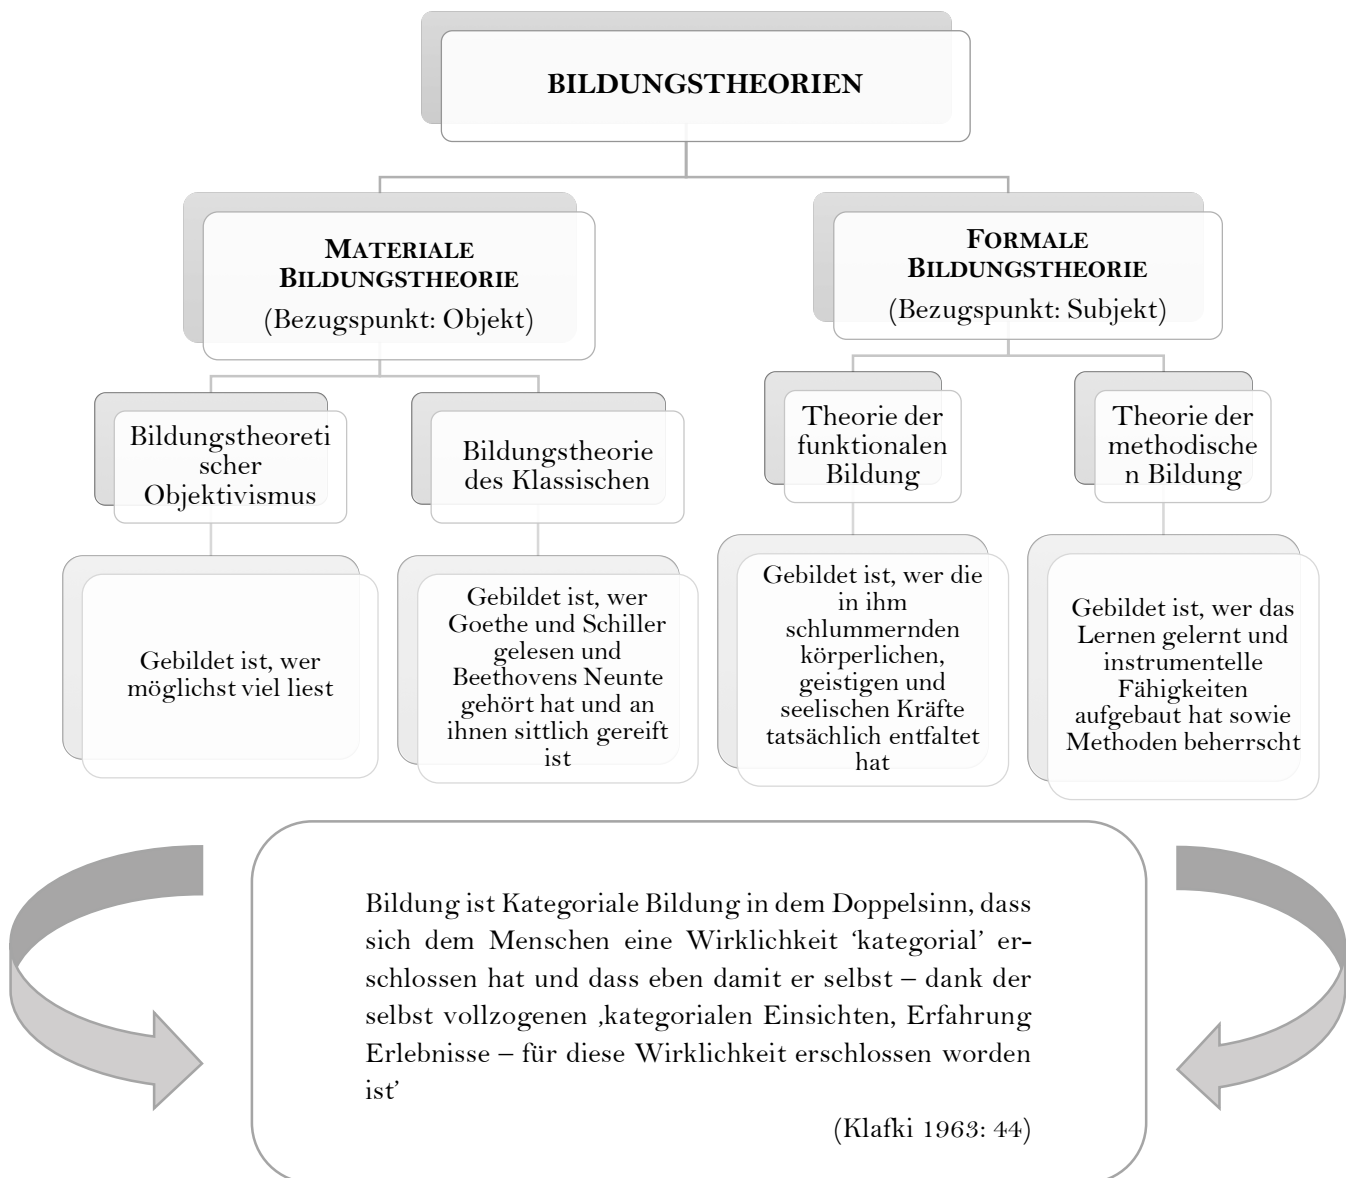 BILDUNGSTHEORIEN
MATERIALE
BILDUNGSTHEORIE
(Bezugspunkt: Objekt)
FORMALE
BILDUNGSTHEORIE
(Bezugspunkt: Subjekt)
Bildungstheoreti
scher
Objektivismus
Bildungstheorie
des Klassischen
Theorie der
funktionalen
Bildung
Theorie der
methodische
n Bildung
Gebildet ist, wer
möglichst viel liest
Gebildet ist, wer
Goethe und Schiller
gelesen und
Beethovens Neunte
gehört hat und an
ihnen sittlich gereift
ist
Gebildet ist, wer die
in ihm
schlummernden
körperlichen,
geistigen und
seelischen Kräfte
tatsächlich entfaltet
hat
Gebildet ist, wer das
Lernen gelernt und
instrumentelle
Fähigkeiten
aufgebaut hat sowie
Methoden beherrscht
Bildung ist Kategoriale Bildung in dem Doppelsinn, dass
sich dem Menschen eine Wirklichkeit ‘kategorial’ er-
schlossen hat und dass eben damit er selbst – dank der
selbst vollzogenen ‚kategorialen Einsichten, Erfahrung
Erlebnisse – für diese Wirklichkeit erschlossen worden
ist’
(Klafki 1963: 44)